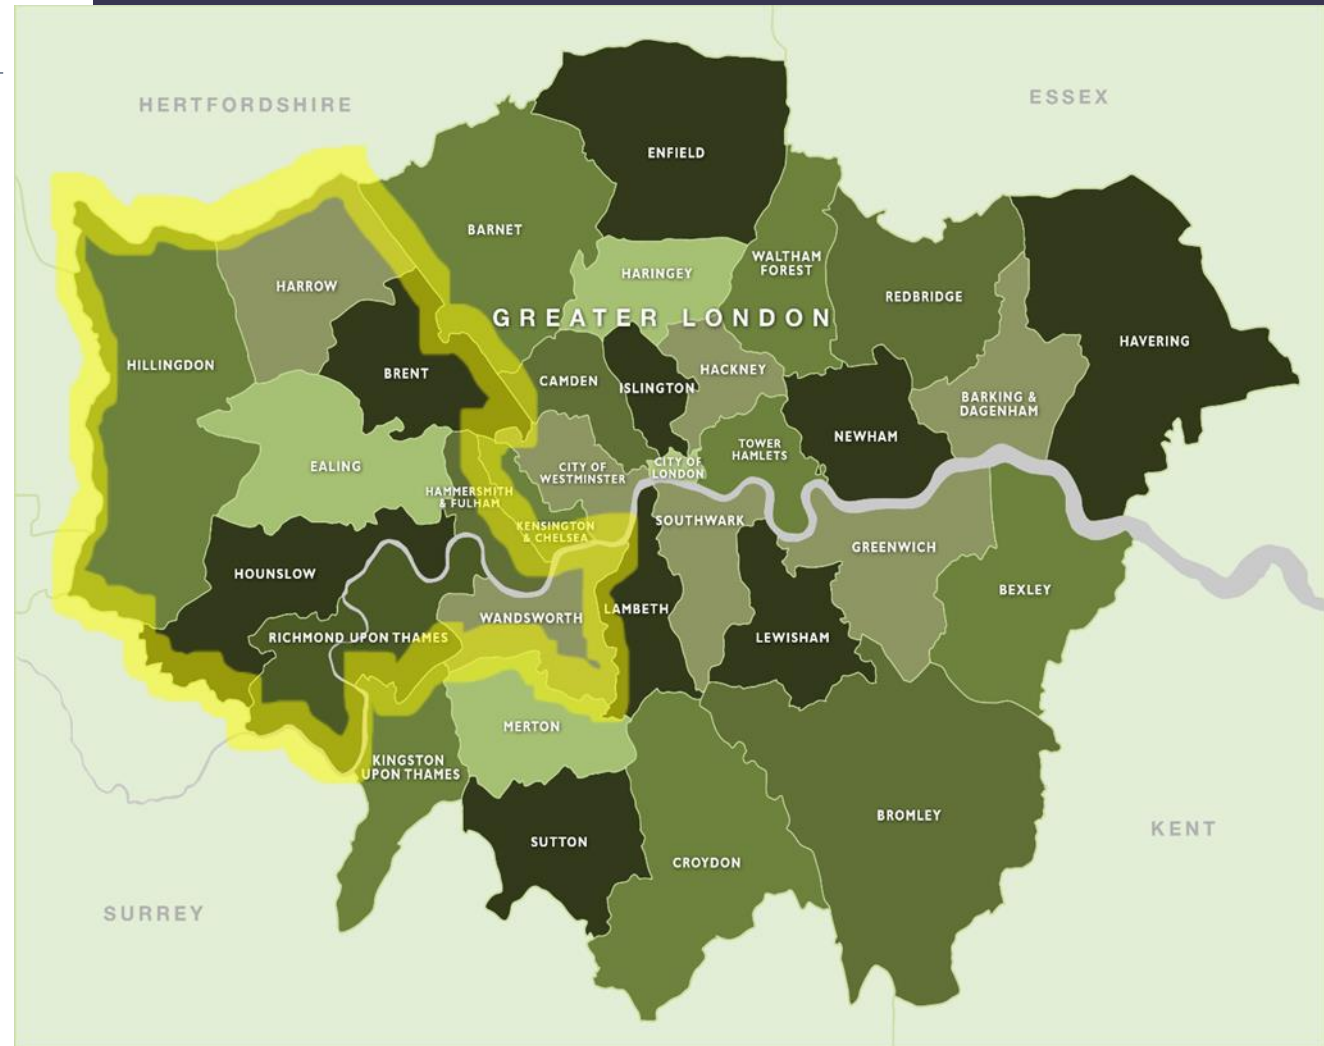 HERTFORDSHIRE
ESSEX
ENFIELD
BARNET
HARINGEY
WALTHAM
FOREST
HARROW
REDBRIDGE
GREATER LONDON
HAVERING
HILLINGDON
BRENT
CAMDEN
ISLINGTON
HACKNEY
BARKING &
DAGENHAM
NEWHAM
TOWER
HAMLETS
EALING
CITY OF
WESTMINSTER
CITY OF
LONDON
HAMMERSMITH
& FULHAM
KENSINGTON
& CHELSEA
SOUTHWARK
GREENWICH
HOUNSLOW
BEXLEY
WANDSWORTH
LAMBETH
RICHMOND UPON THAMES
LEWISHAM
MERTON
KINGSTON
UPON THAMES
BROMLEY
KENT
SUTTON
CROYDON
SURREY